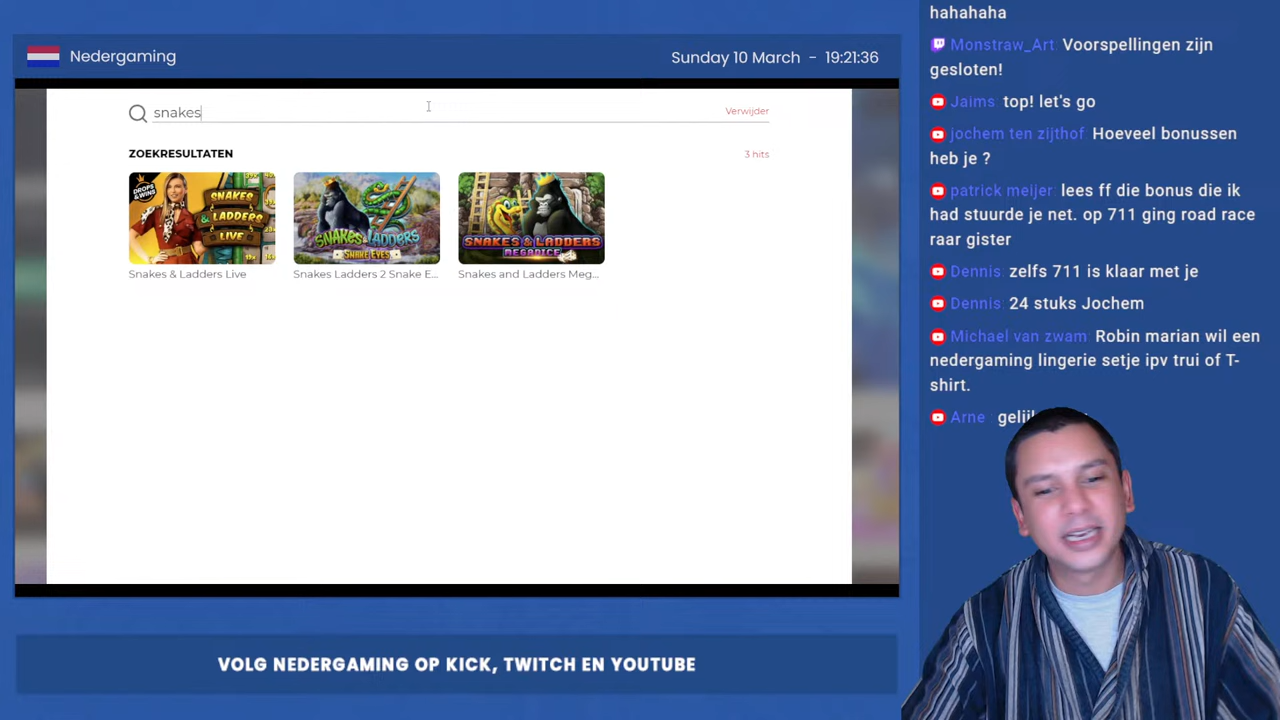 Nedergaming
Sunday 10 March - 19:21:36
snakes
Verwijder
ZOEKRESULTATEN
3 hits
DROPS & WINS
SNAKES & LADDERS LIVE
SNAKES LADDERS
SNAKE EYES
SNAKES & LADDERS
MEGADICE
Snakes & Ladders Live
Snakes Ladders 2 Snake E...
Snakes and Ladders Meg...
VOLG NEDERGAMING OP KICK, TWITCH EN YOUTUBE
hahahaha
Monstraw_Art: Voorspellingen zijn
gesloten!
Jaims: top! let's go
jochem ten zijthof: Hoeveel bonussen
heb je ?
patrick meijer: lees ff die bonus die ik
had stuurde je net. op 711 ging road race
raar gister
Dennis: zelfs 711 is klaar met je
Dennis: 24 stuks Jochem
Michael van zwam: Robin marian wil een
nedergaming lingerie setje ipv trui of T-
shirt.
Arne